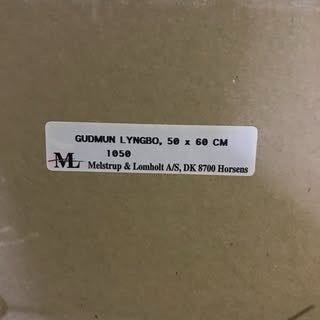 GUDMUN LYNGBO, 50 x 60 CM
1050
ML Melstrup & Lomholt A/S, DK 8700 Horsens